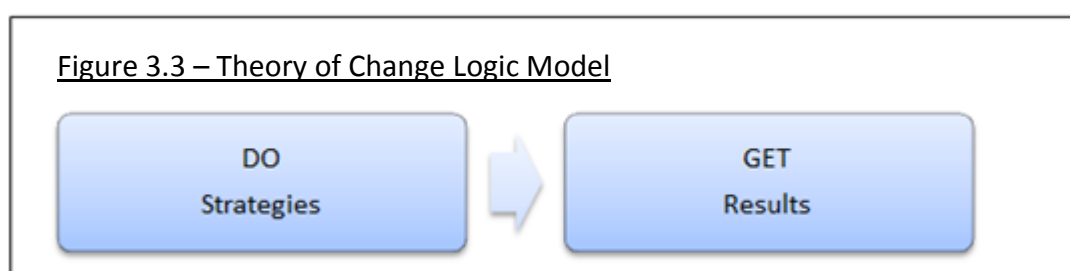 Figure 3.3 – Theory of Change Logic Model
DO
Strategies
GET
Results